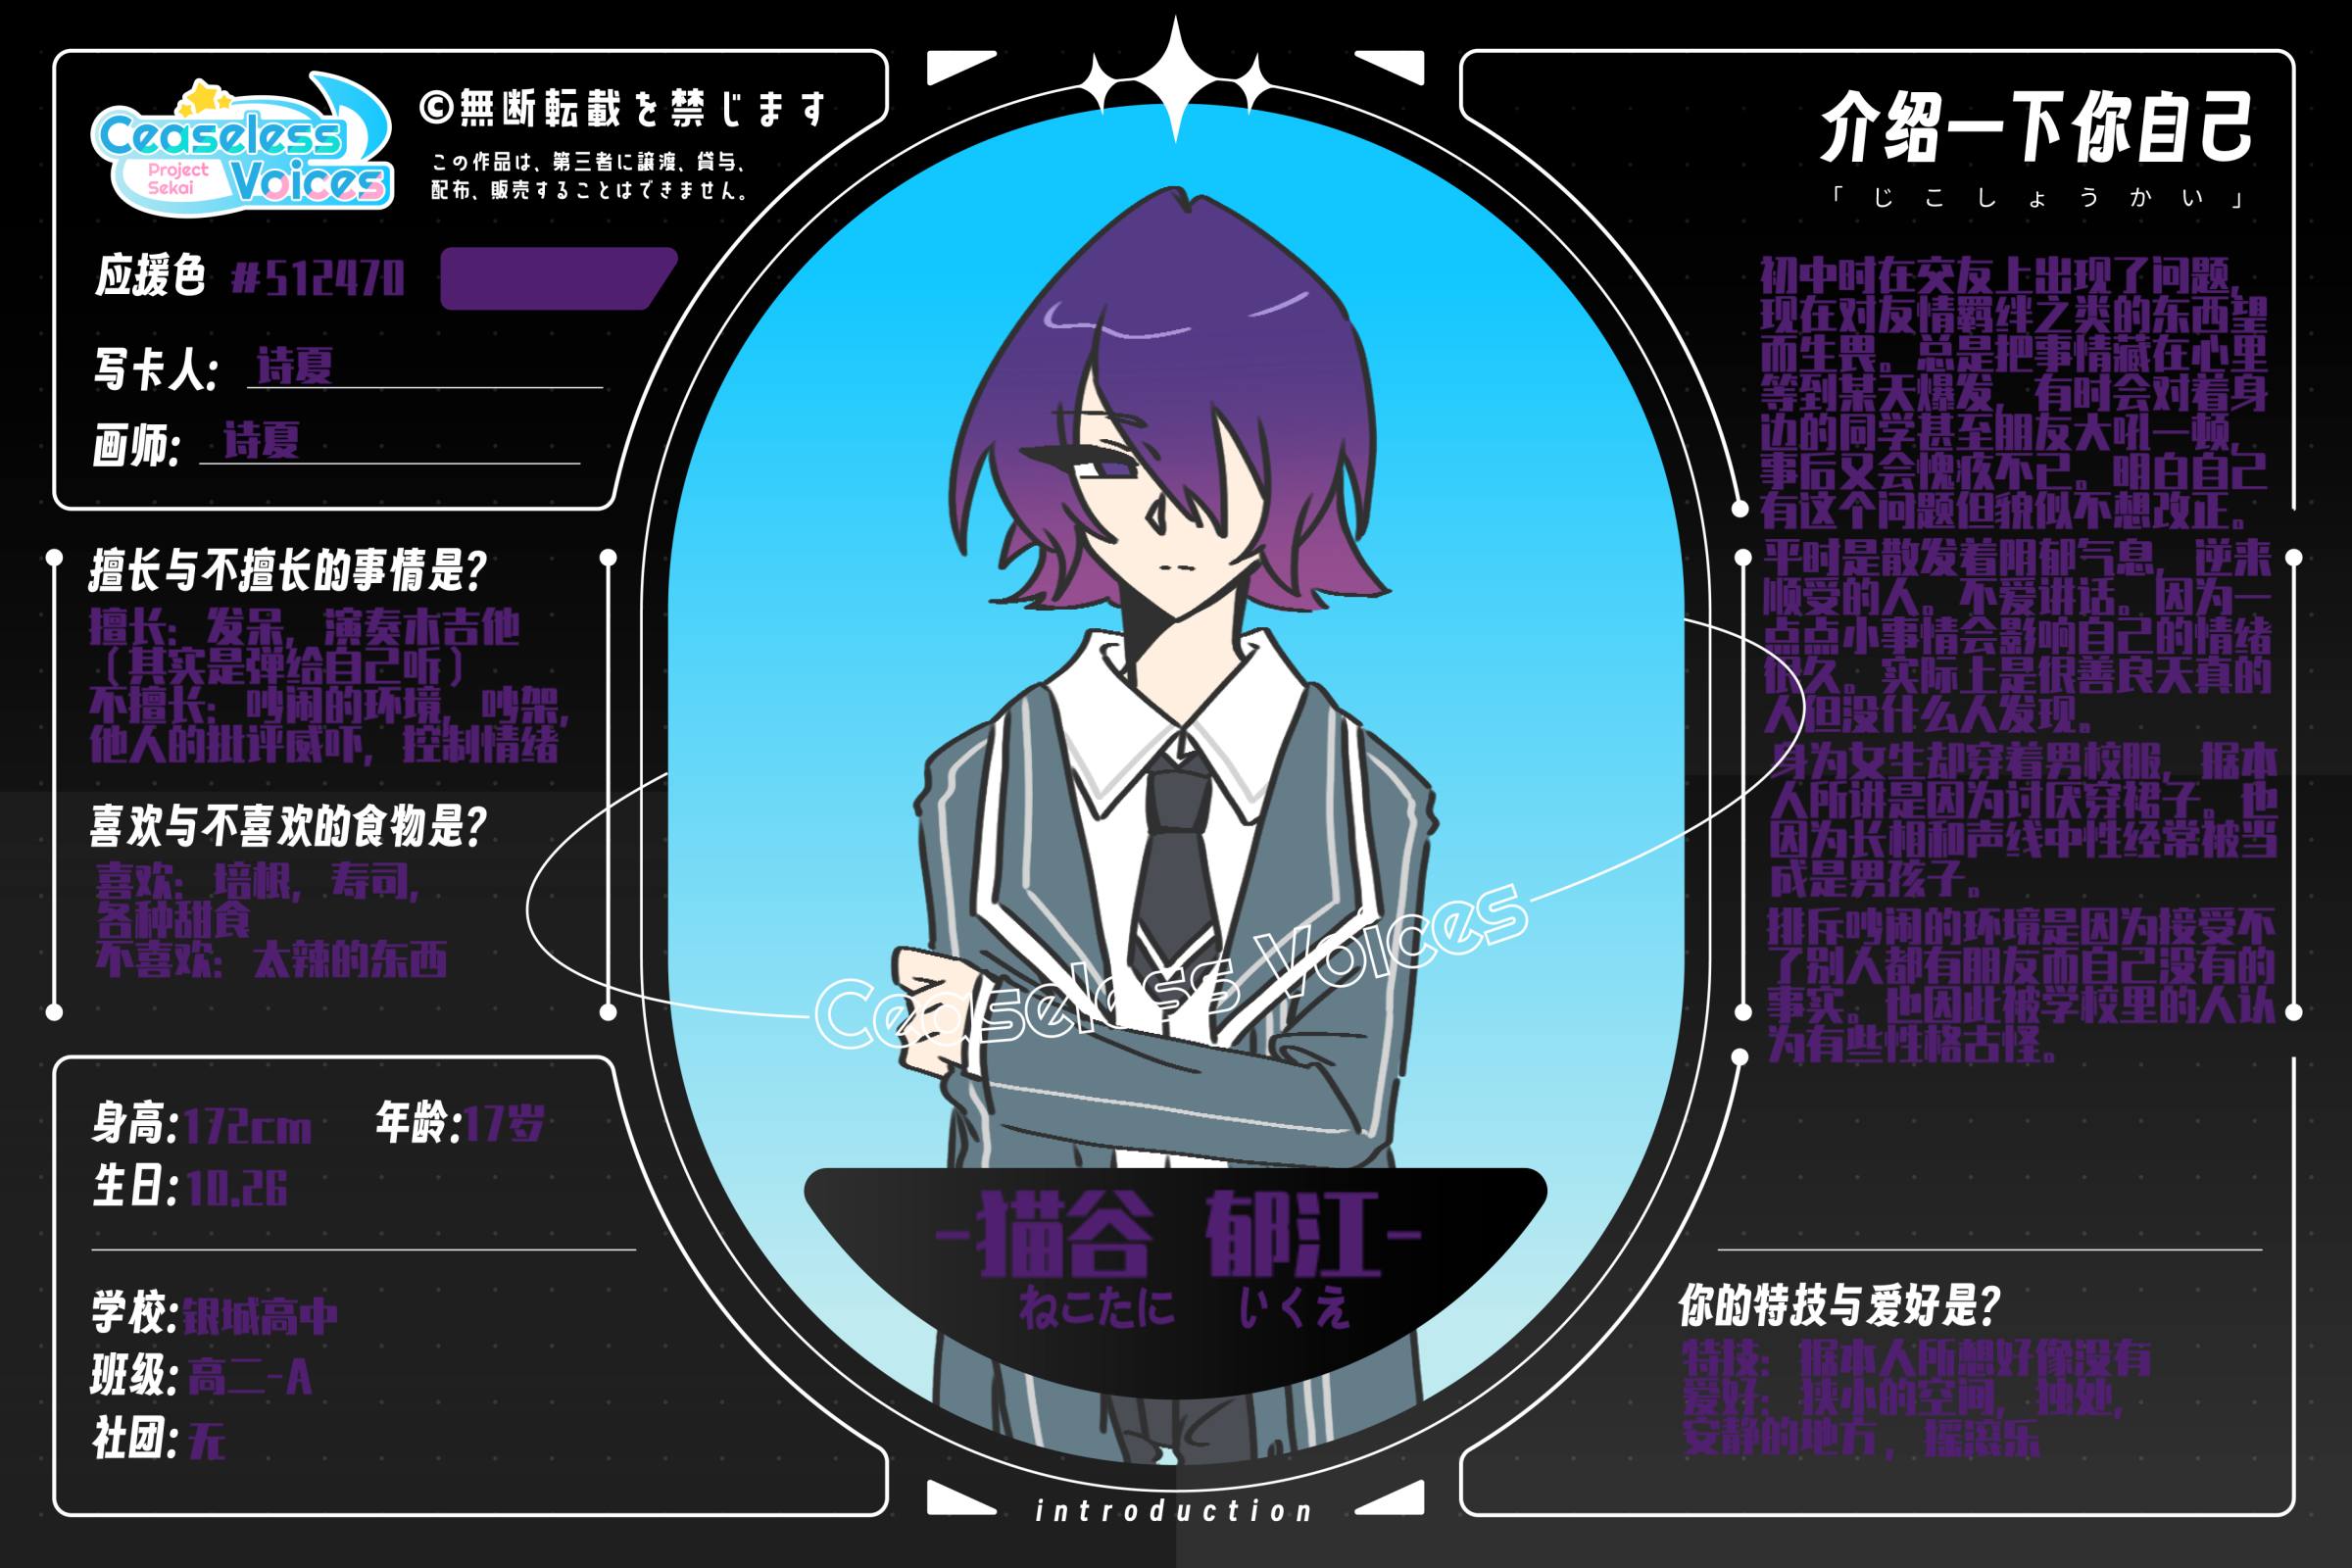 Ceaseless
Project
Sekai
Voices
©無断転載を禁じます
この作品は、第三者に譲渡、貸与、
配布、販売することはできません。
应援色 #512470
写卡人: 诗夏
画师: 诗夏
擅长与不擅长的事情是?
擅长: 发呆, 演奏木吉他
(其实是弹给自己听)
不擅长: 吵闹的环境, 吵架,
他人的批评威吓, 控制情绪
喜欢与不喜欢的食物是?
喜欢: 培根, 寿司,
各种甜食
不喜欢: 太辣的东西
身高:172cm 年龄:17岁
生日:10.26
学校:银城高中
班级:高二-A
社团:无
Ceaseless Voices
-猫谷 郁江-
ねこたに いくえ
introduction
介绍一下你自己
「じこしょうかい」
初中时在交友上出现了问题,
现在对友情羁绊之类的东西望
而生畏。总是把事情藏在心里
等到某天爆发, 有时会对着身
边的同学甚至朋友大吼一顿,
事后又会愧疚不已。明白自己
有这个问题但貌似不想改正。
平时是散发着阴郁气息, 逆来
顺受的人。不爱讲话。因为一
点点小事情会影响自己的情绪
很久。实际上是很善良天真的
人但没什么人发现。
身为女生却穿着男校服, 据本
人所讲是因为讨厌穿裙子。也
因为长相和声线中性经常被当
成是男孩子。
排斥吵闹的环境是因为接受不
了别人都有朋友而自己没有的
事实。也因此被学校里的人认
为有些性格古怪。
你的特技与爱好是?
特技: 据本人所想好像没有
爱好: 狭小的空间, 独处,
安静的地方, 摇滚乐